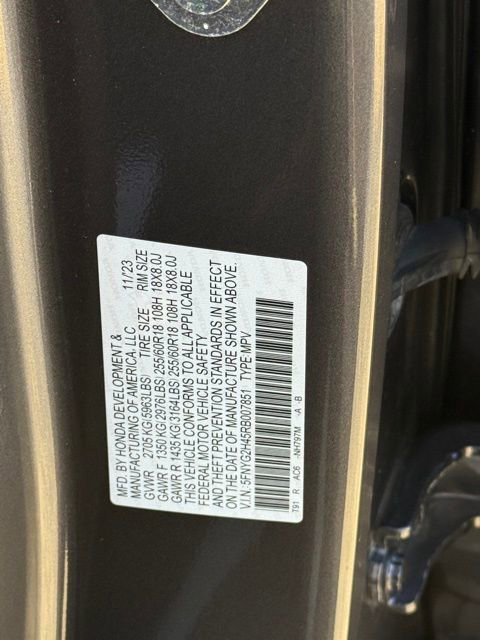 MFD. BY HONDA DEVELOPMENT & 11/23
MANUFACTURING OF AMERICA, LLC
GVWR 2705 KG(5963LBS) TIRE SIZE RIM SIZE
GAWR F 1350 KG(2976LBS) 255/60R18 108H 18X8.0J
GAWR R 1435 KG(3164LBS) 255/60R18 108H 18X8.0J
THIS VEHICLE CONFORMS TO ALL APPLICABLE
FEDERAL MOTOR VEHICLE SAFETY
AND THEFT PREVENTION STANDARDS IN EFFECT
ON THE DATE OF MANUFACTURE SHOWN ABOVE.
V.I.N. 5FNYG2H45RB007851 TYPE:MPV
T91 R AC6 -NH797M -A -B